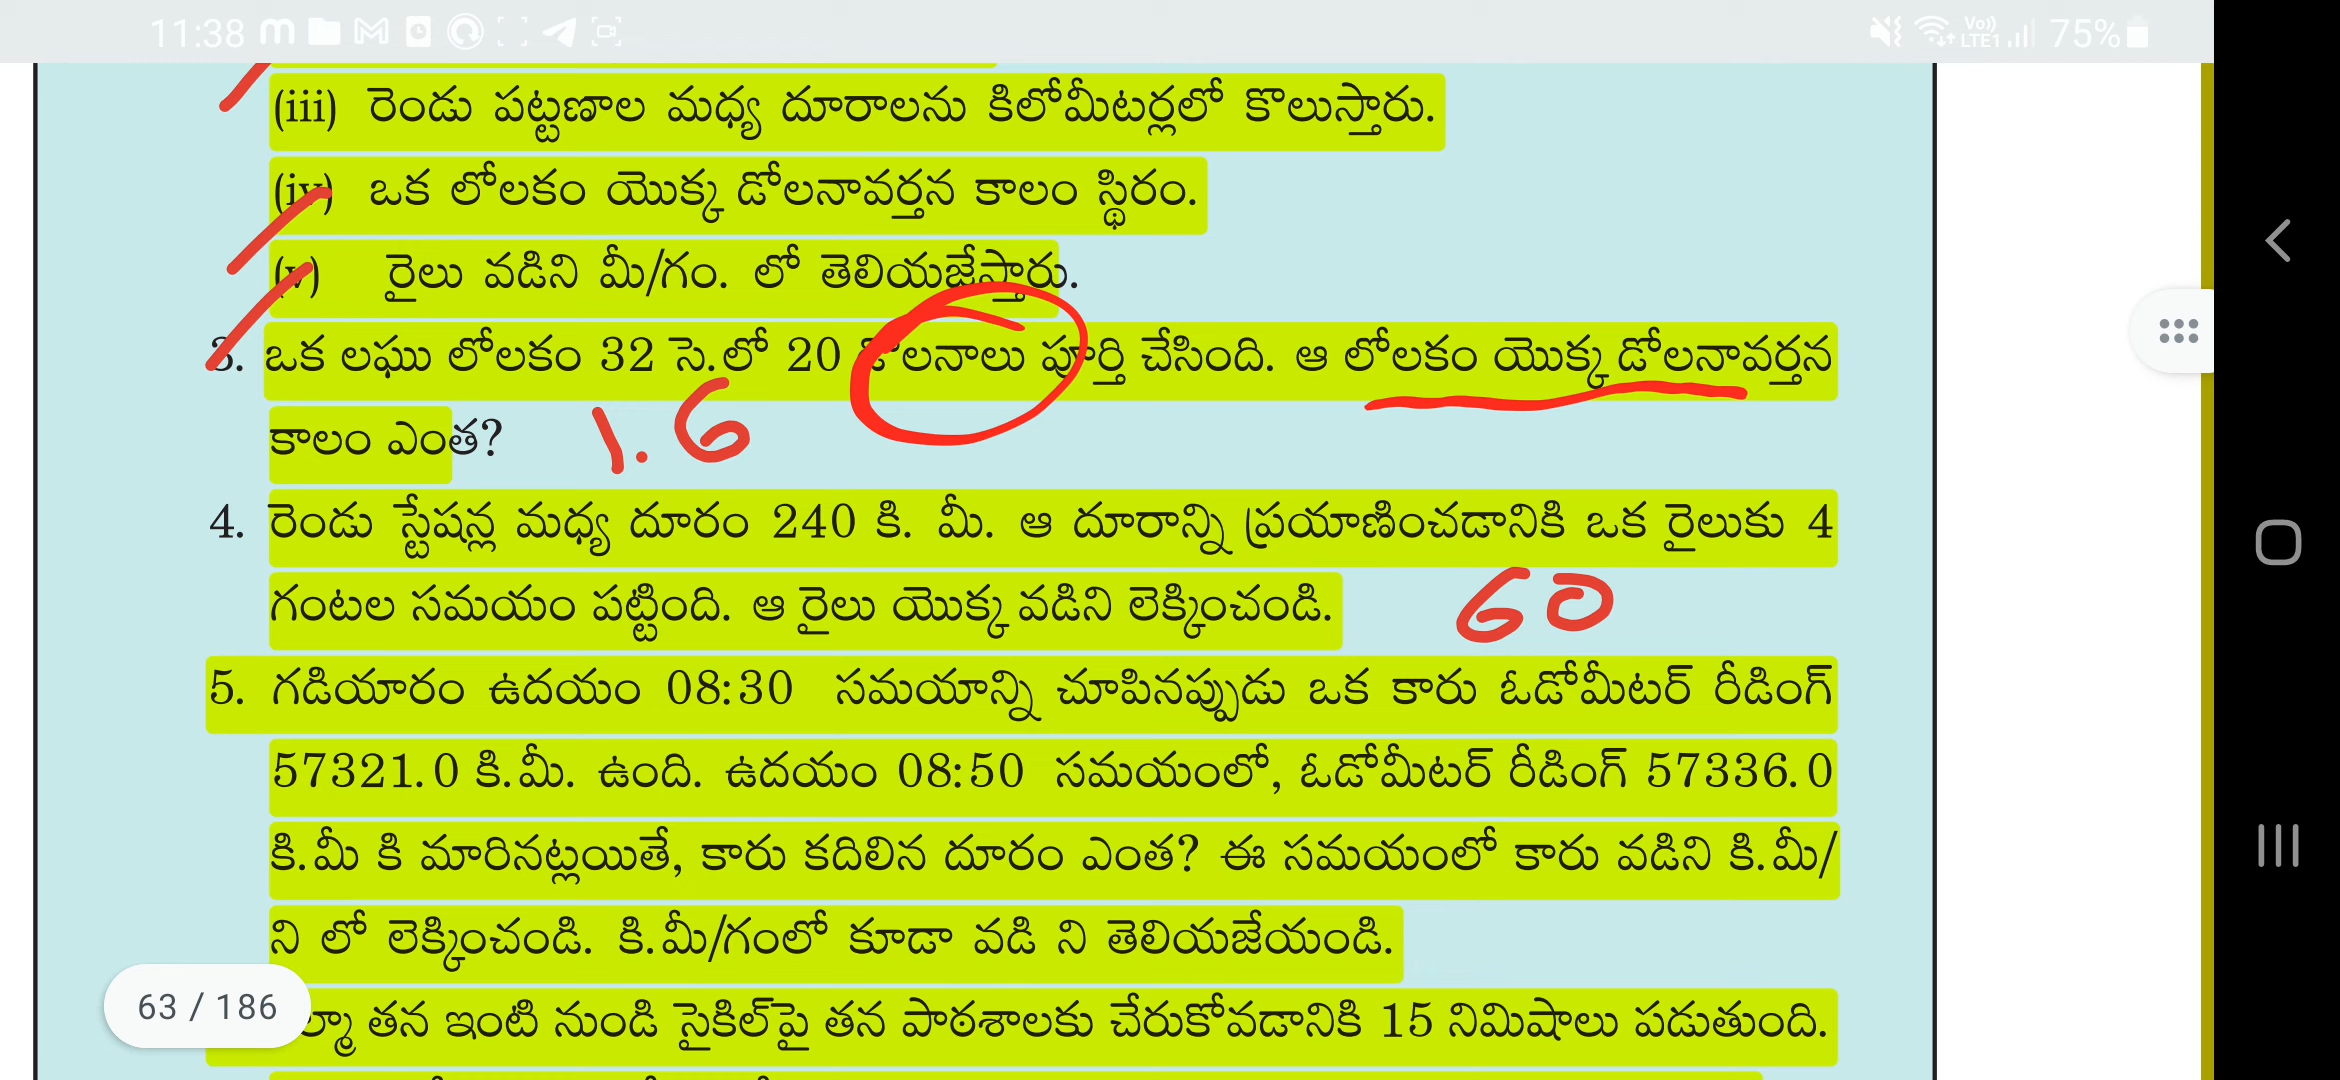 11:38
Vo)) LTE1 75%
(iii) రెండు పట్టణాల మధ్య దూరాలను కిలోమీటర్లలో కొలుస్తారు.
(iv) ఒక లోలకం యొక్క డోలనావర్తన కాలం స్థిరం.
(v) రైలు వడిని మీ/గం. లో తెలియజేస్తారు.
3. ఒక లఘు లోలకం 32 సె.లో 20 డోలనాలు పూర్తి చేసింది. ఆ లోలకం యొక్క డోలనావర్తన
కాలం ఎంత? 1.6
4. రెండు స్టేషన్ల మధ్య దూరం 240 కి. మీ. ఆ దూరాన్ని ప్రయాణించడానికి ఒక రైలుకు 4
గంటల సమయం పట్టింది. ఆ రైలు యొక్క వడిని లెక్కించండి. 60
5. గడియారం ఉదయం 08:30 సమయాన్ని చూపినప్పుడు ఒక కారు ఓడోమీటర్ రీడింగ్
57321.0 కి.మీ. ఉంది. ఉదయం 08:50 సమయంలో, ఓడోమీటర్ రీడింగ్ 57336.0
కి.మీ కి మారినట్లయితే, కారు కదిలిన దూరం ఎంత? ఈ సమయంలో కారు వడిని కి.మీ/
ని లో లెక్కించండి. కి.మీ/గంలో కూడా వడి ని తెలియజేయండి.
తన ఇంటి నుండి సైకిల్‌పై తన పాఠశాలకు చేరుకోవడానికి 15 నిమిషాలు పడుతుంది.
63 / 186